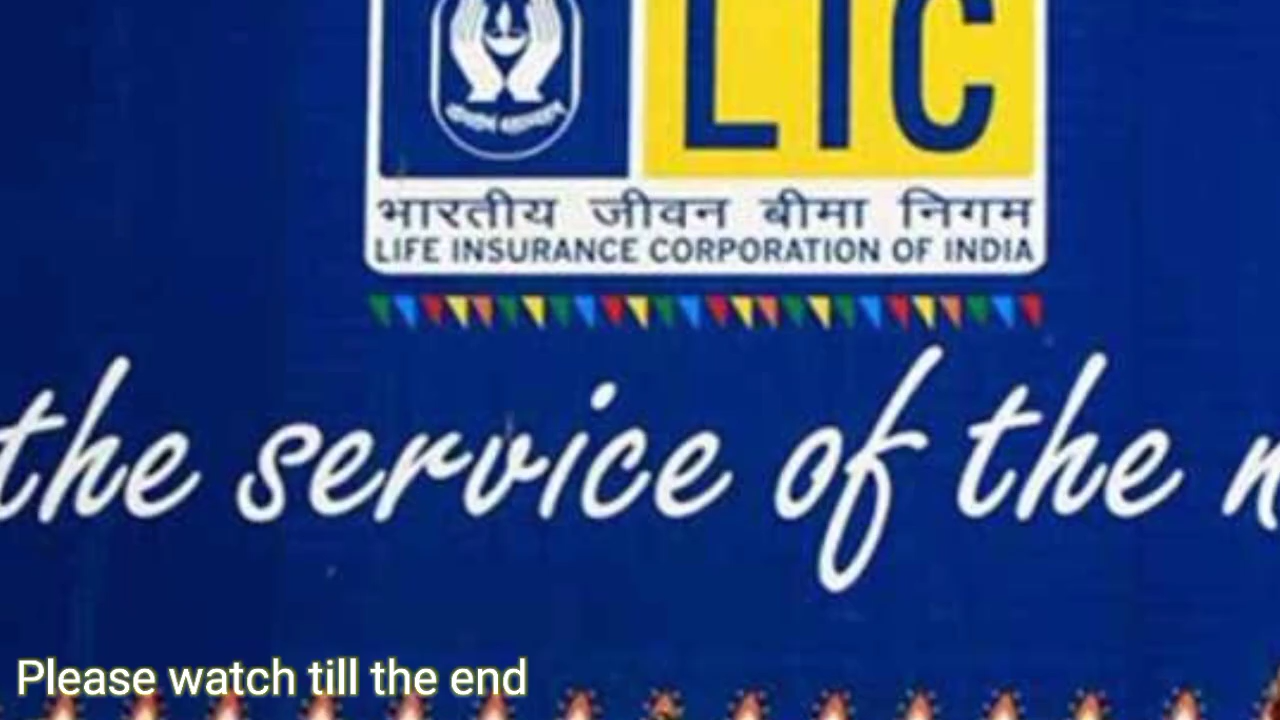 LIC
भारतीय जीवन बीमा निगम
LIFE INSURANCE CORPORATION OF INDIA
the service of the
Please watch till the end